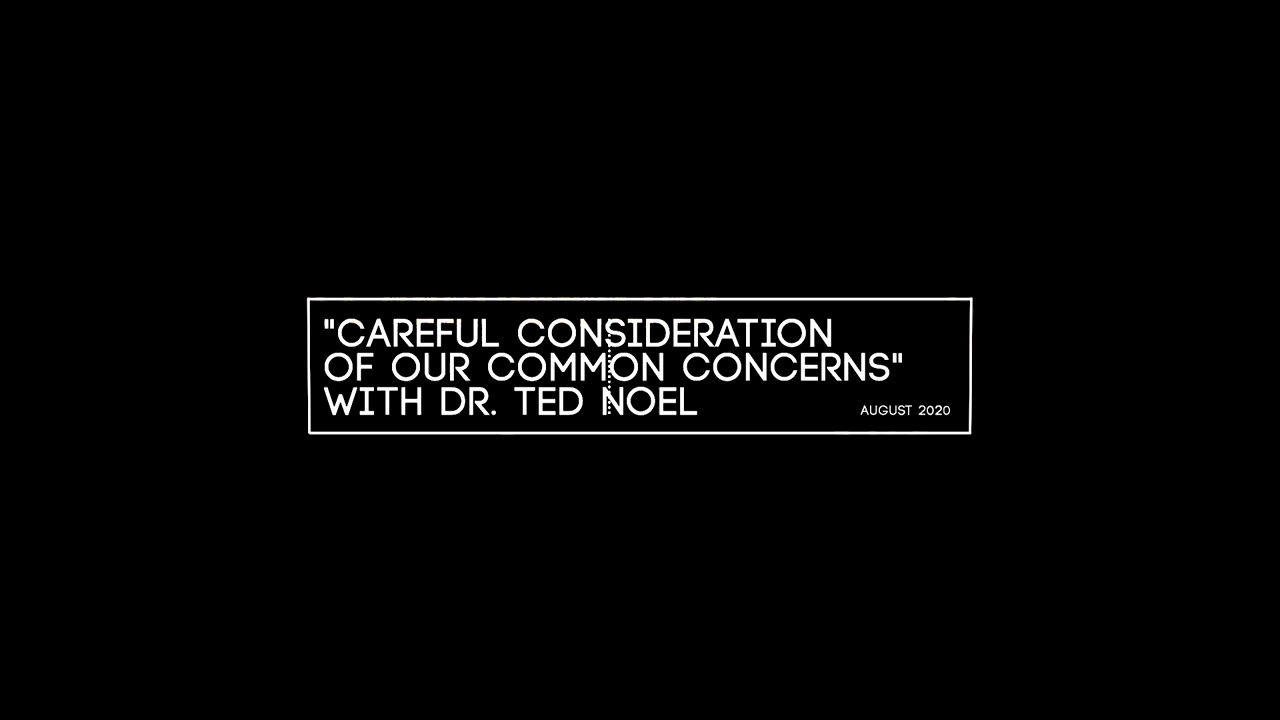 "CAREFUL CONSIDERATION
OF OUR COMMON CONCERNS"
WITH DR. TED NOEL
AUGUST 2020